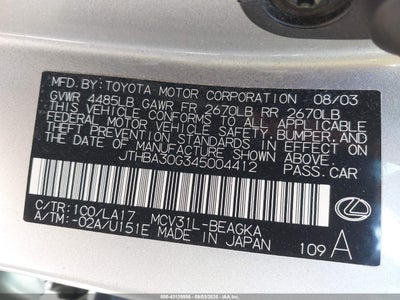 MFD. BY: TOYOTA MOTOR CORPORATION 08/03
GVWR 4485LB GAWR FR 2670LB RR 2670LB
THIS VEHICLE CONFORMS TO ALL APPLICABLE
FEDERAL MOTOR VEHICLE SAFETY, BUMPER, AND
THEFT PREVENTION STANDARDS IN EFFECT ON
THE DATE OF MANUFACTURE SHOWN ABOVE.
JTHBA30G345004412 PASS.CAR
C/TR:1C0/LA17 MCV31L-BEAGKA
A/TM:-02A/U151E MADE IN JAPAN
109 A